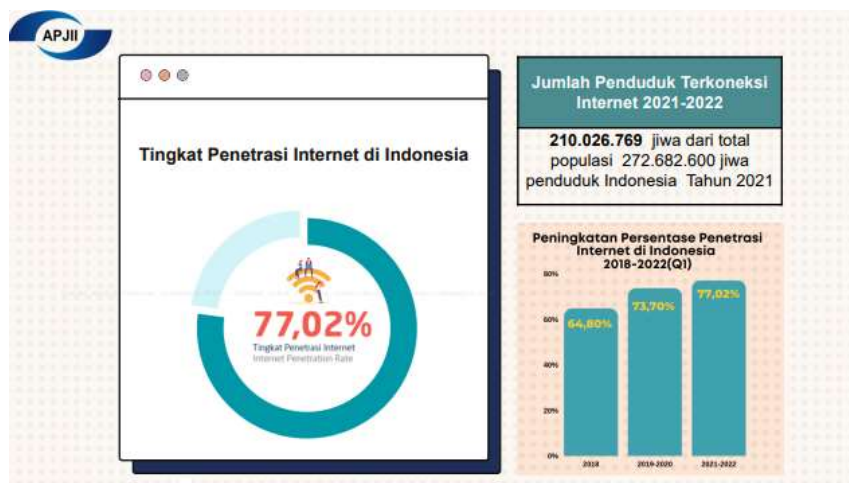 APJII
Tingkat Penetrasi Internet di Indonesia
77,02%
Tingkat Penetrasi Internet
Internet Penetration Rate
Jumlah Penduduk Terkoneksi
Internet 2021-2022
210.026.769 jiwa dari total
populasi 272.682.600 jiwa
penduduk Indonesia Tahun 2021
Peningkatan Persentase Penetrasi
Internet di Indonesia
2018-2022(Q1)
80%
77,02%
73,70%
60%
64,80%
40%
20%
0%
2018
2019-2020
2021-2022